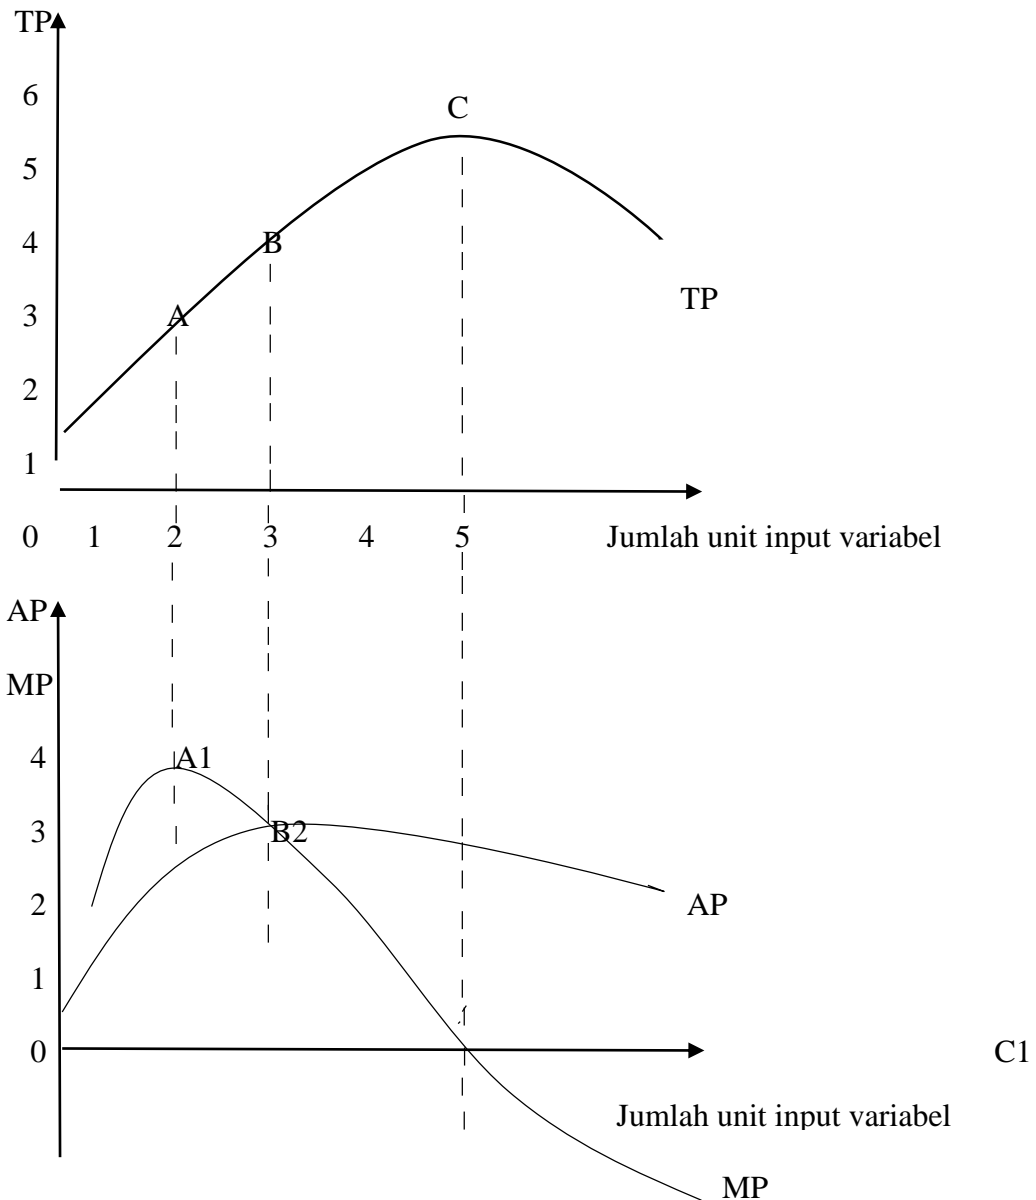 TP
6
C
5
4
B
TP
3
A
2
1
0 1 2 3 4 5 Jumlah unit input variabel
AP
MP
4
A1
3
B2
2
AP
1
0
C1
Jumlah unit input variabel
MP